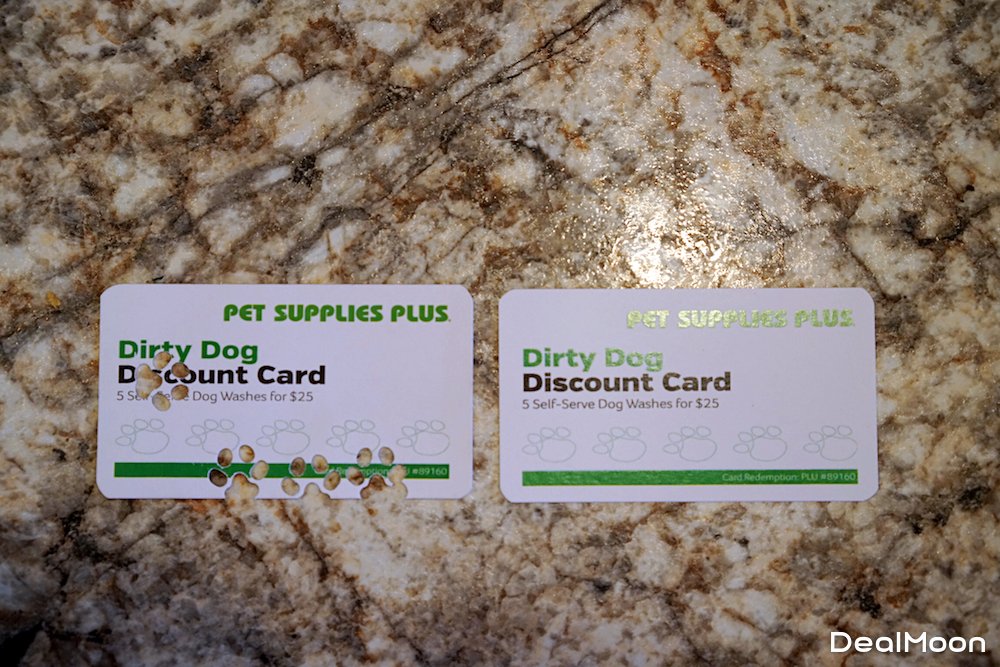 PET SUPPLIES PLUS.
Dirty Dog
Discount Card
5 Self-Serve Dog Washes for $25
Card Redemption: PLU #89160
PET SUPPLIES PLUS.
Dirty Dog
Discount Card
5 Self-Serve Dog Washes for $25
Card Redemption: PLU #89160
DealMoon